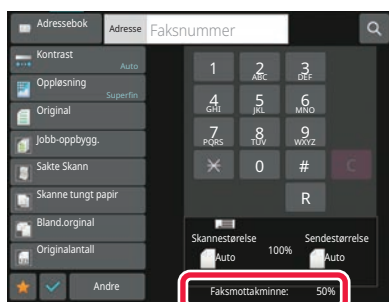 Adressebok
Adresse
Faksnummer
Kontrast
Auto
Oppløsning
Superfin
Original
Jobb-oppbygg.
Sakte Skann
Skanne tungt papir
Bland.orginal
Originalantall
Andre
1
2 ABC
3 DEF
4 GHI
5 JKL
6 MNO
7 PQRS
8 TUV
9 WXYZ
0
#
C
R
Skannestørelse
Sendestørrelse
Auto
100%
Auto
Faksmottakminne: 50%